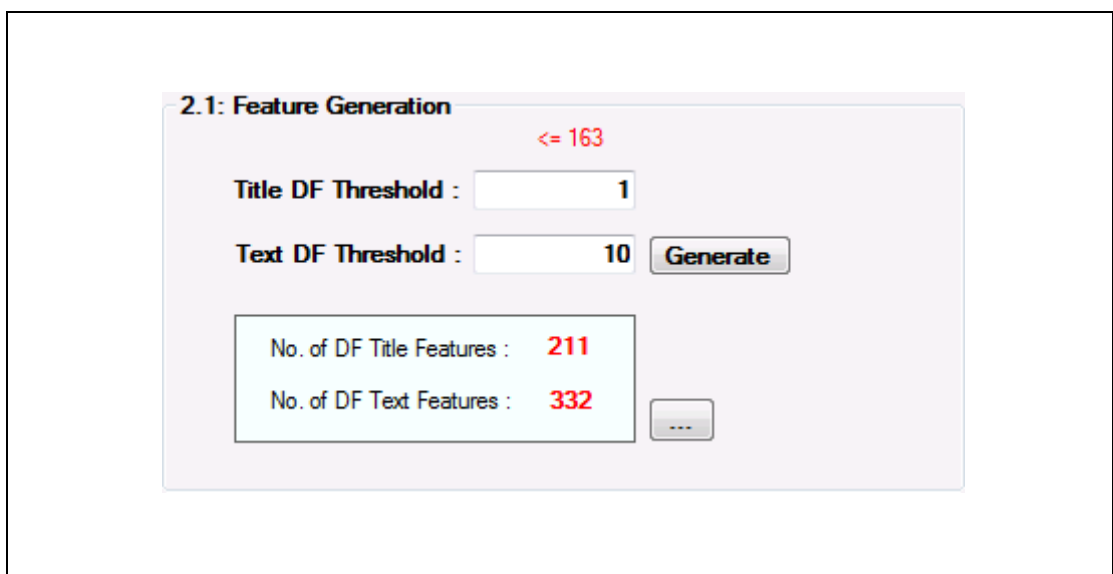 2.1: Feature Generation
<= 163
Title DF Threshold : 1
Text DF Threshold : 10 Generate
No. of DF Title Features : 211
No. of DF Text Features : 332
...